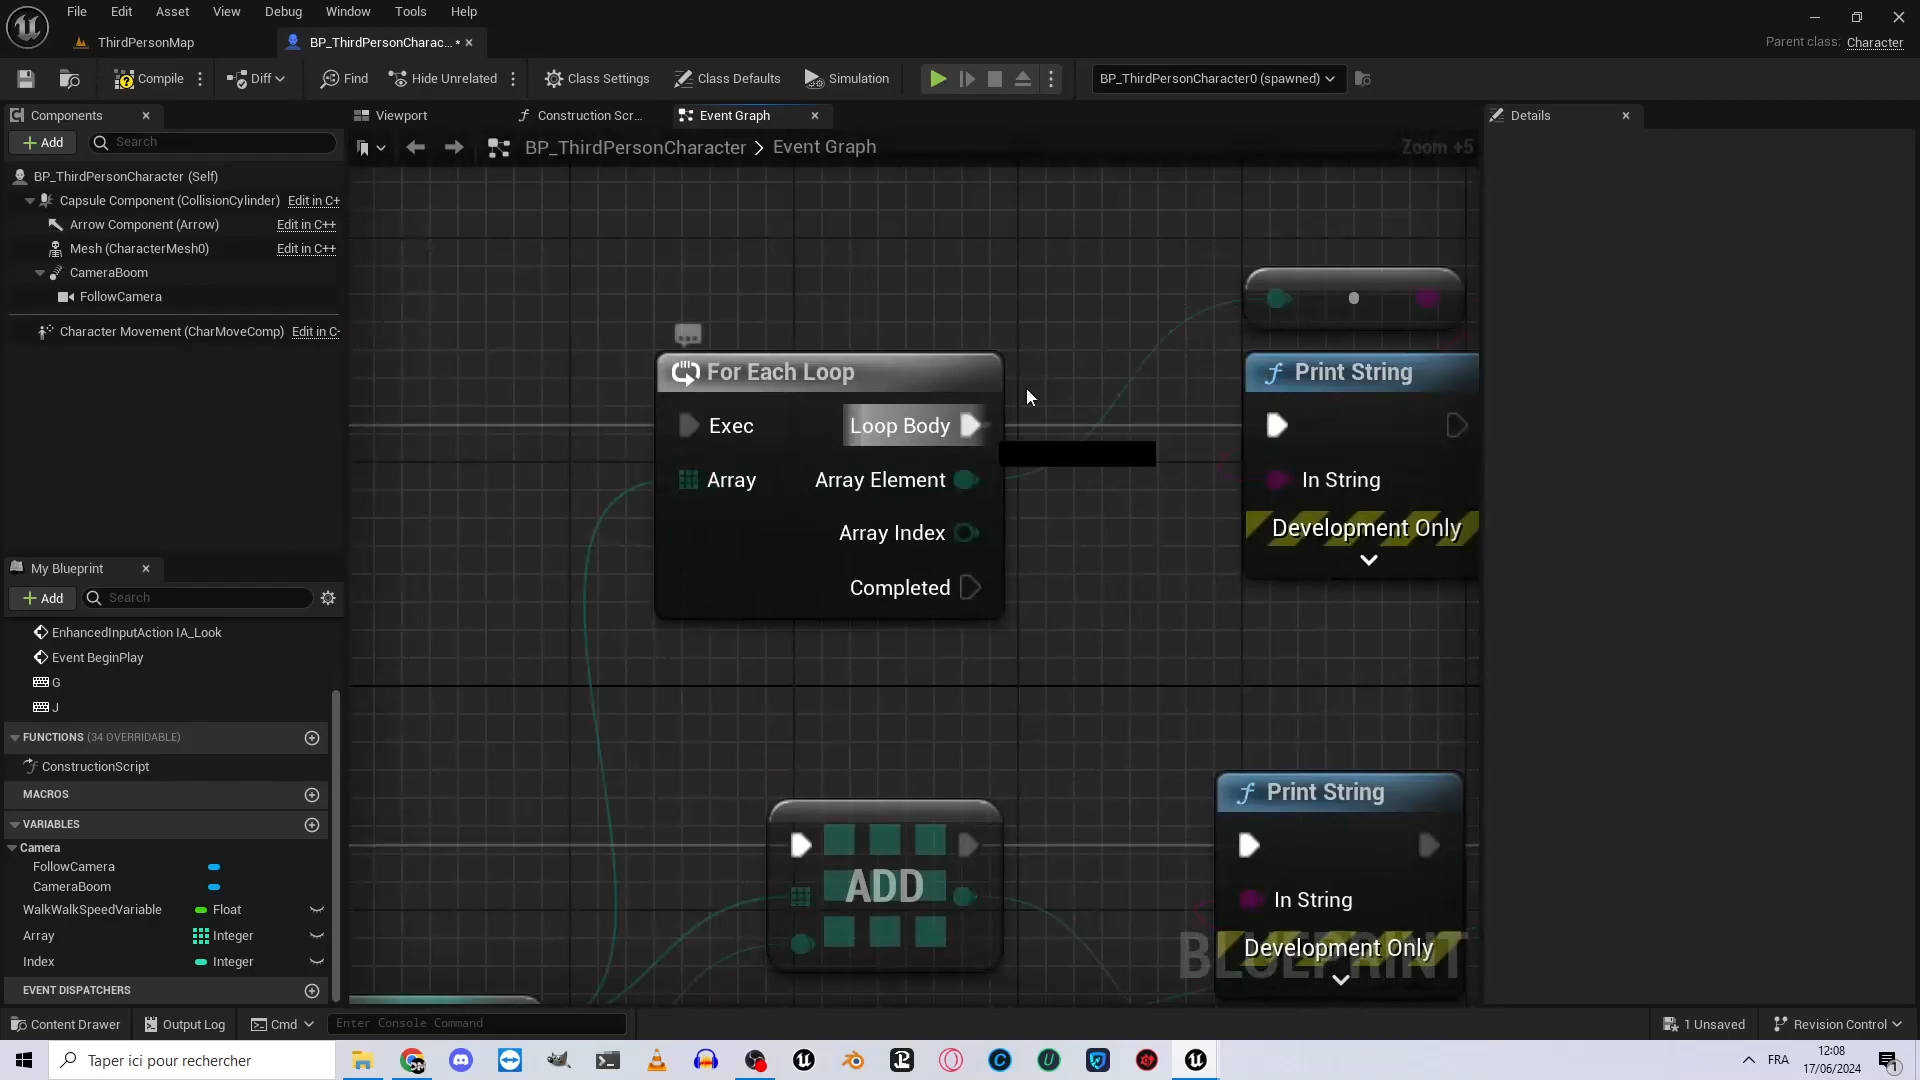 File Edit Asset View Debug Window Tools Help
ThirdPersonMap
BP_ThirdPersonCharac... •
Parent class: Character
Compile
Diff
Find
Hide Unrelated
Class Settings
Class Defaults
Simulation
BP_ThirdPersonCharacter0 (spawned)
Components
Add
Search
BP_ThirdPersonCharacter (Self)
Capsule Component (CollisionCylinder) Edit in C+
Arrow Component (Arrow) Edit in C++
Mesh (CharacterMesh0) Edit in C++
CameraBoom
FollowCamera
Character Movement (CharMoveComp) Edit in C-
My Blueprint
Add
Search
EnhancedInputAction IA_Look
Event BeginPlay
G
J
FUNCTIONS (34 OVERRIDABLE)
ConstructionScript
MACROS
VARIABLES
Camera
FollowCamera
CameraBoom
WalkWalkSpeedVariable Float
Array Integer
Index Integer
EVENT DISPATCHERS
Viewport
Construction Scr...
Event Graph
BP_ThirdPersonCharacter > Event Graph
Zoom +5
For Each Loop
Exec
Loop Body
Array
Array Element
Array Index
Completed
Print String
In String
Development Only
ADD
Print String
In String
Development Only
BLUEPRINT
Details
Content Drawer
Output Log
Cmd
Enter Console Command
1 Unsaved
Revision Control
Taper ici pour rechercher
FRA
12:08
17/06/2024
1